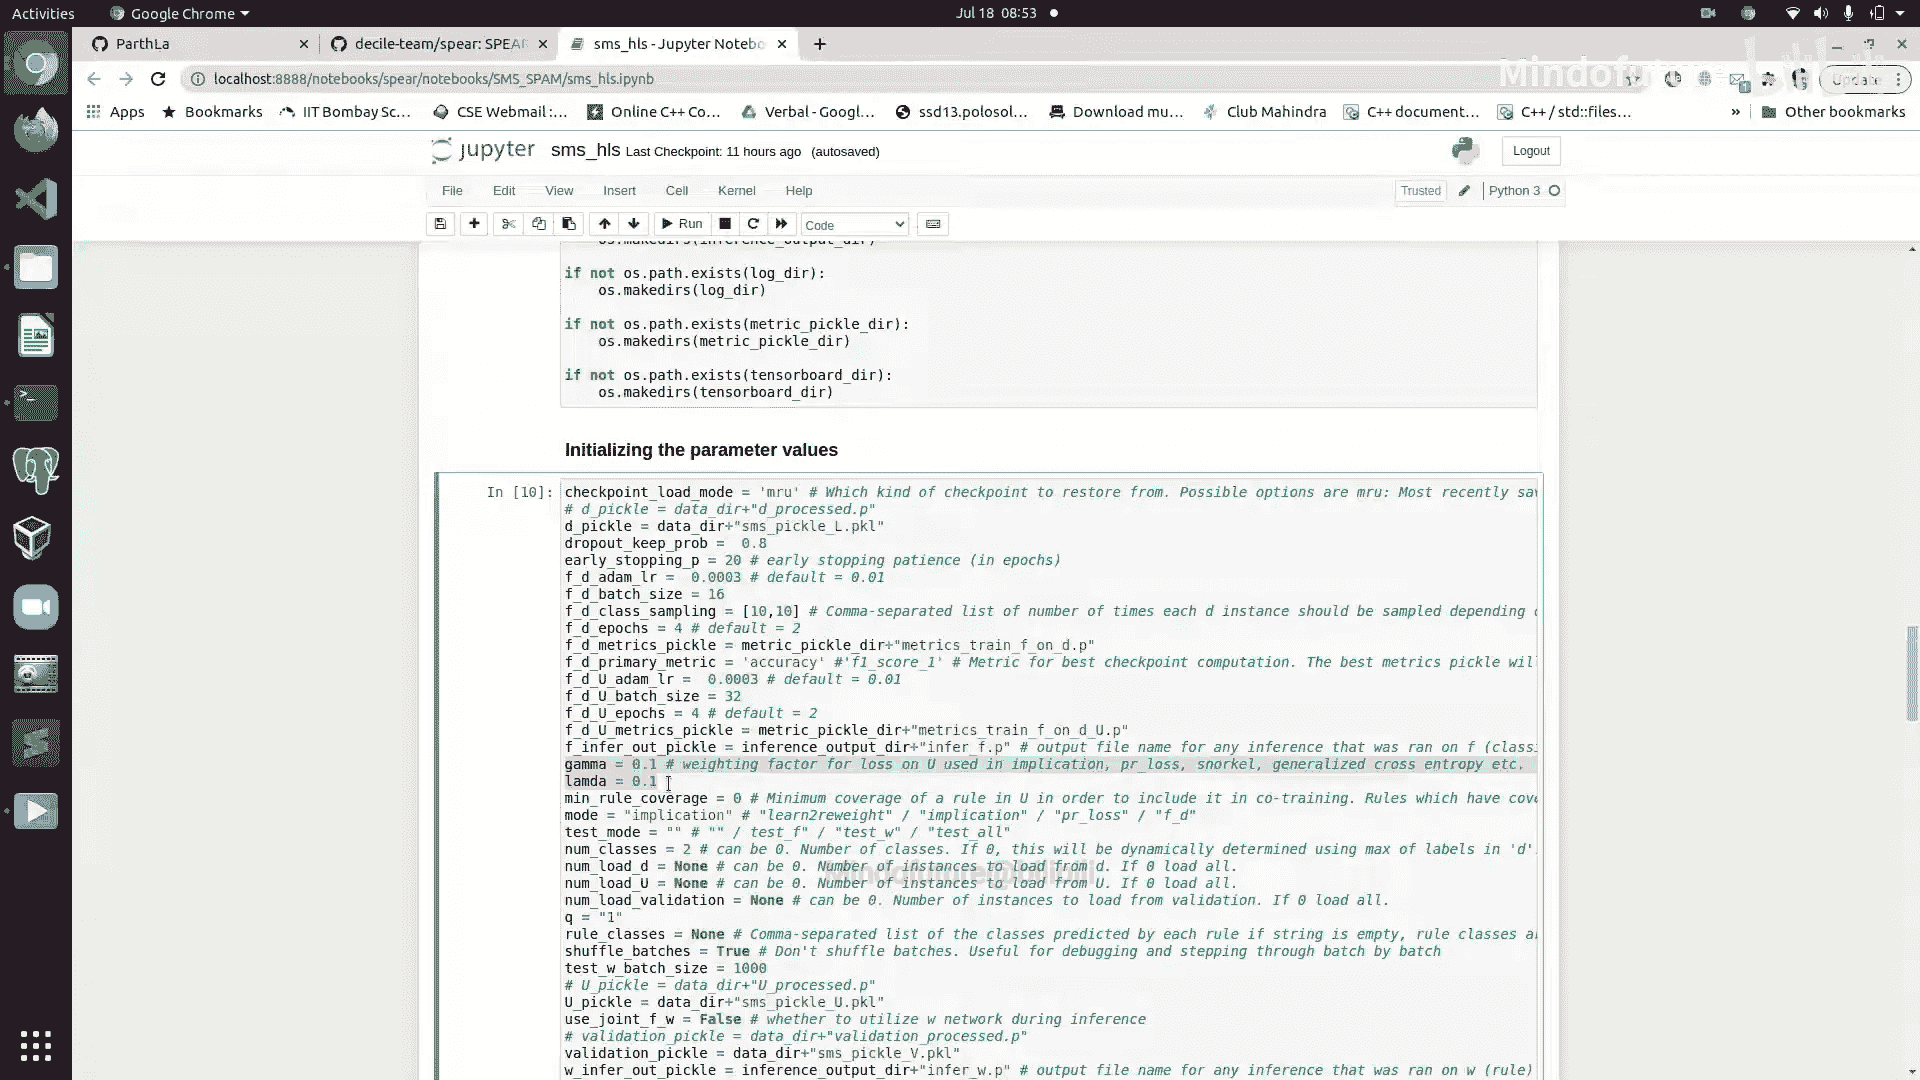 Activities
Google Chrome
Jul 18 08:53
ParthLa
decile-team/spear: SPEAR
sms_hls - Jupyter Notebo
localhost:8888/notebooks/spear/notebooks/SMS_SPAM/sms_hls.ipynb
Mindofuture
Update
Apps
Bookmarks
IIT Bombay Sc...
CSE Webmail :...
Online C++ Co...
Verbal - Googl...
ssd13.polosol...
Download mu...
Club Mahindra
C++ document...
C++ / std::files...
»
Other bookmarks
jupyter
sms_hls Last Checkpoint: 11 hours ago (autosaved)
Logout
File Edit View Insert Cell Kernel Help
Trusted
Python 3
Run
Code
os.makedirs(inference_output_dir)
if not os.path.exists(log_dir):
os.makedirs(log_dir)
if not os.path.exists(metric_pickle_dir):
os.makedirs(metric_pickle_dir)
if not os.path.exists(tensorboard_dir):
os.makedirs(tensorboard_dir)
Initializing the parameter values
In [10]:
checkpoint_load_mode = 'mru' # Which kind of checkpoint to restore from. Possible options are mru: Most recently sav
# d_pickle = data_dir+"d_processed.p"
d_pickle = data_dir+"sms_pickle_L.pkl"
dropout_keep_prob = 0.8
early_stopping_p = 20 # early stopping patience (in epochs)
f_d_adam_lr = 0.0003 # default = 0.01
f_d_batch_size = 16
f_d_class_sampling = [10,10] # Comma-separated list of number of times each d instance should be sampled depending o
f_d_epochs = 4 # default = 2
f_d_metrics_pickle = metric_pickle_dir+"metrics_train_f_on_d.p"
f_d_primary_metric = 'accuracy' #'f1_score_1' # Metric for best checkpoint computation. The best metrics pickle wil
f_d_U_adam_lr = 0.0003 # default = 0.01
f_d_U_batch_size = 32
f_d_U_epochs = 4 # default = 2
f_d_U_metrics_pickle = metric_pickle_dir+"metrics_train_f_on_d_U.p"
f_infer_out_pickle = inference_output_dir+"infer_f.p" # output file name for any inference that was ran on f (classi
gamma = 0.1 # weighting factor for loss on U used in implication, pr_loss, snorkel, generalized cross entropy etc.
lamda = 0.1
min_rule_coverage = 0 # Minimum coverage of a rule in U in order to include it in co-training. Rules which have cove
mode = "implication" # "learn2reweight" / "implication" / "pr_loss" / "f_d"
test_mode = "" # "" / test_f" / "test_w" / "test_all"
num_classes = 2 # can be 0. Number of classes. If 0, this will be dynamically determined using max of labels in 'd'.
num_load_d = None # can be 0. Number of instances to load from d. If 0 load all.
num_load_U = None # can be 0. Number of instances to load from U. If 0 load all.
Mindofuture@bilibili
num_load_validation = None # can be 0. Number of instances to load from validation. If 0 load all.
q = "1"
rule_classes = None # Comma-separated list of the classes predicted by each rule if string is empty, rule classes a
shuffle_batches = True # Don't shuffle batches. Useful for debugging and stepping through batch by batch
test_w_batch_size = 1000
# U_pickle = data_dir+"U_processed.p"
U_pickle = data_dir+"sms_pickle_U.pkl"
use_joint_f_w = False # whether to utilize w network during inference
# validation_pickle = data_dir+"validation_processed.p"
validation_pickle = data_dir+"sms_pickle_V.pkl"
w_infer_out_pickle = inference_output_dir+"infer_w.p" # output file name for any inference that was ran on w (rule)